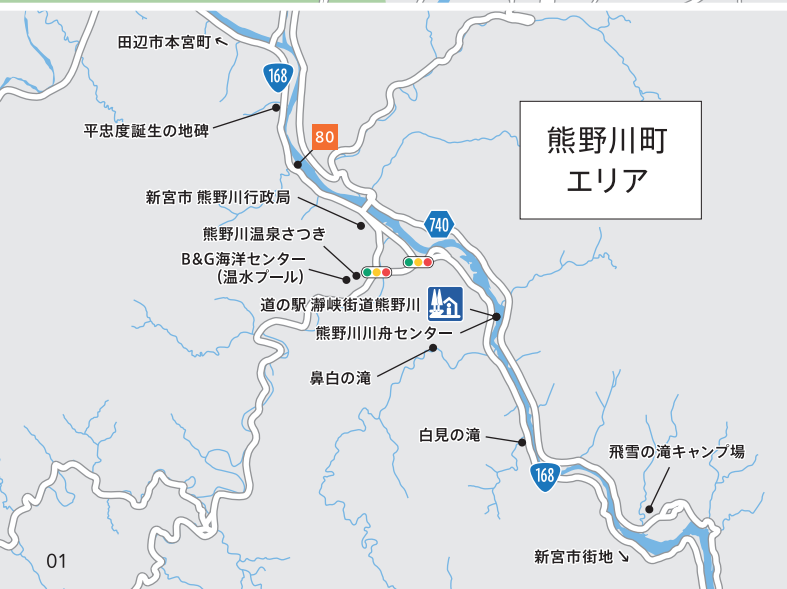 田辺市本宮町
168
平忠度誕生の地碑
80
熊野川町
エリア
新宮市 熊野川行政局
740
熊野川温泉さつき
B&G海洋センター
(温水プール)
道の駅 瀞峡街道熊野川
熊野川川舟センター
鼻白の滝
白見の滝
168
飛雪の滝キャンプ場
新宮市街地
01